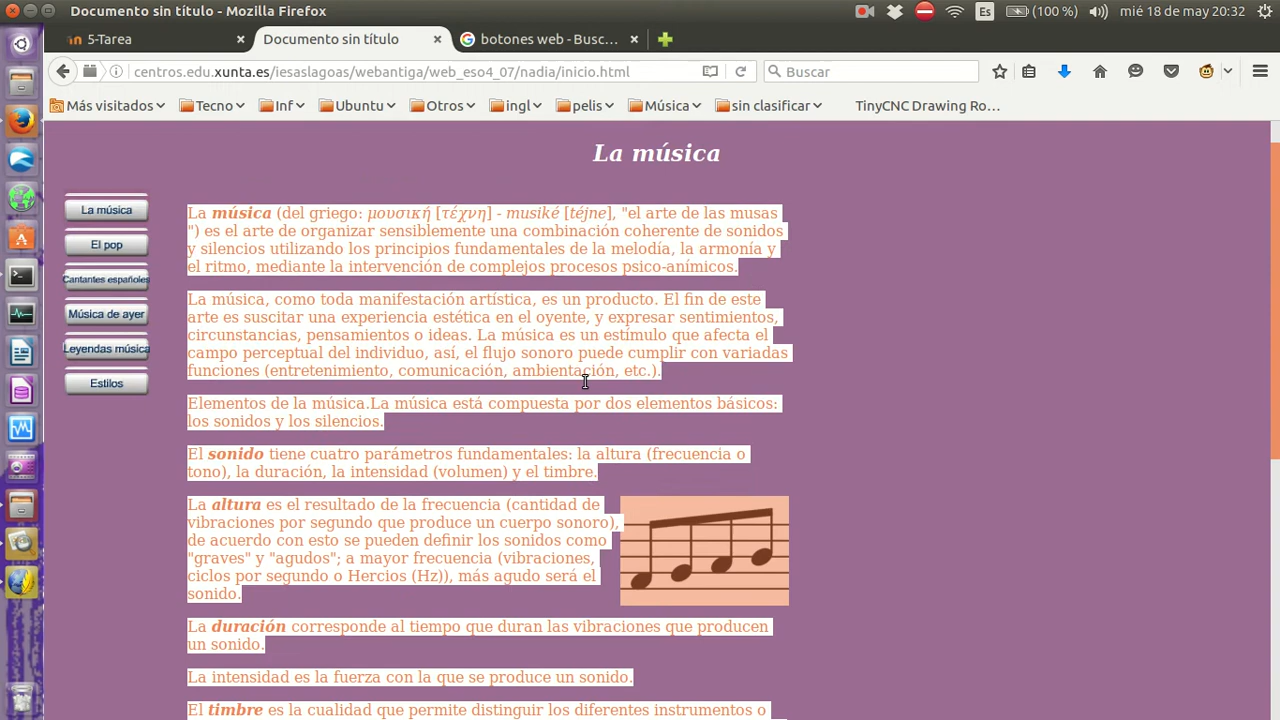 Documento sin título - Mozilla Firefox
Es
(100 %)
mié 18 de may 20:32
5-Tarea
Documento sin título
botones web - Busc...
centros.edu.xunta.es/iesaslagoas/webantiga/web_eso4_07/nadia/inicio.html
Buscar
Más visitados
Tecno
Inf
Ubuntu
Otros
ingl
pelis
Música
sin clasificar
TinyCNC Drawing Ro...
La música
La música
El pop
Cantantes españoles
Música de ayer
Leyendas música
Estilos
La música (del griego: μουσική [τέχνη] - musiké [téjne], "el arte de las musas
") es el arte de organizar sensiblemente una combinación coherente de sonidos
y silencios utilizando los principios fundamentales de la melodía, la armonía y
el ritmo, mediante la intervención de complejos procesos psico-anímicos.
La música, como toda manifestación artística, es un producto. El fin de este
arte es suscitar una experiencia estética en el oyente, y expresar sentimientos,
circunstancias, pensamientos o ideas. La música es un estímulo que afecta el
campo perceptual del individuo, así, el flujo sonoro puede cumplir con variadas
funciones (entretenimiento, comunicación, ambientación, etc.).
Elementos de la música.La música está compuesta por dos elementos básicos:
los sonidos y los silencios.
El sonido tiene cuatro parámetros fundamentales: la altura (frecuencia o
tono), la duración, la intensidad (volumen) y el timbre.
La altura es el resultado de la frecuencia (cantidad de
vibraciones por segundo que produce un cuerpo sonoro),
de acuerdo con esto se pueden definir los sonidos como
"graves" y "agudos"; a mayor frecuencia (vibraciones,
ciclos por segundo o Hercios (Hz)), más agudo será el
sonido.
La duración corresponde al tiempo que duran las vibraciones que producen
un sonido.
La intensidad es la fuerza con la que se produce un sonido.
El timbre es la cualidad que permite distinguir los diferentes instrumentos o